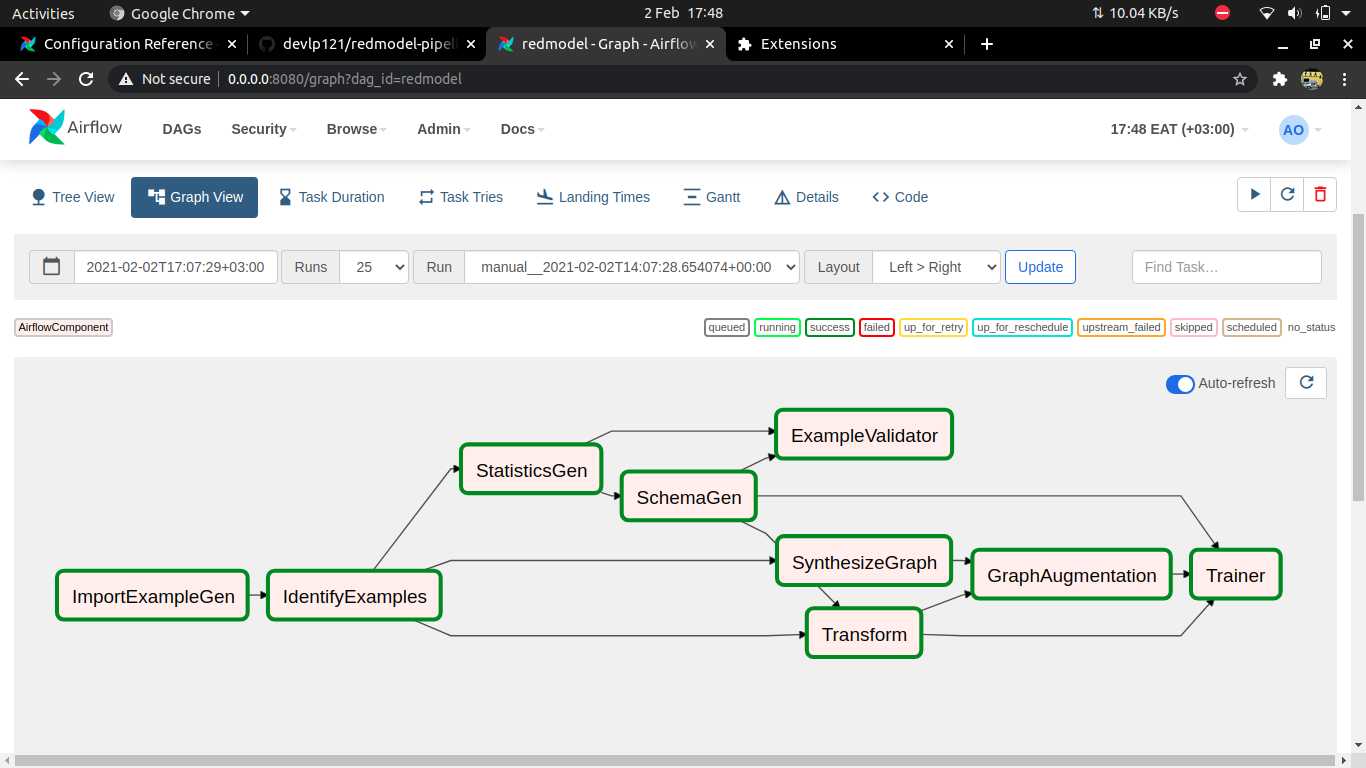 Activities Google Chrome 2 Feb 17:48 10.04 KB/s
Configuration Reference devlp121/redmodel-pipeli redmodel - Graph - Airflow Extensions
Not secure 0.0.0.0:8080/graph?dag_id=redmodel
Airflow DAGs Security Browse Admin Docs 17:48 EAT (+03:00) AO
Tree View Graph View Task Duration Task Tries Landing Times Gantt Details Code
2021-02-02T17:07:29+03:00 Runs 25 Run manual__2021-02-02T14:07:28.654074+00:00 Layout Left > Right Update Find Task…
AirflowComponent queued running success failed up_for_retry up_for_reschedule upstream_failed skipped scheduled no_status
Auto-refresh
ExampleValidator
StatisticsGen
SchemaGen
SynthesizeGraph
GraphAugmentation Trainer
ImportExampleGen IdentifyExamples
Transform